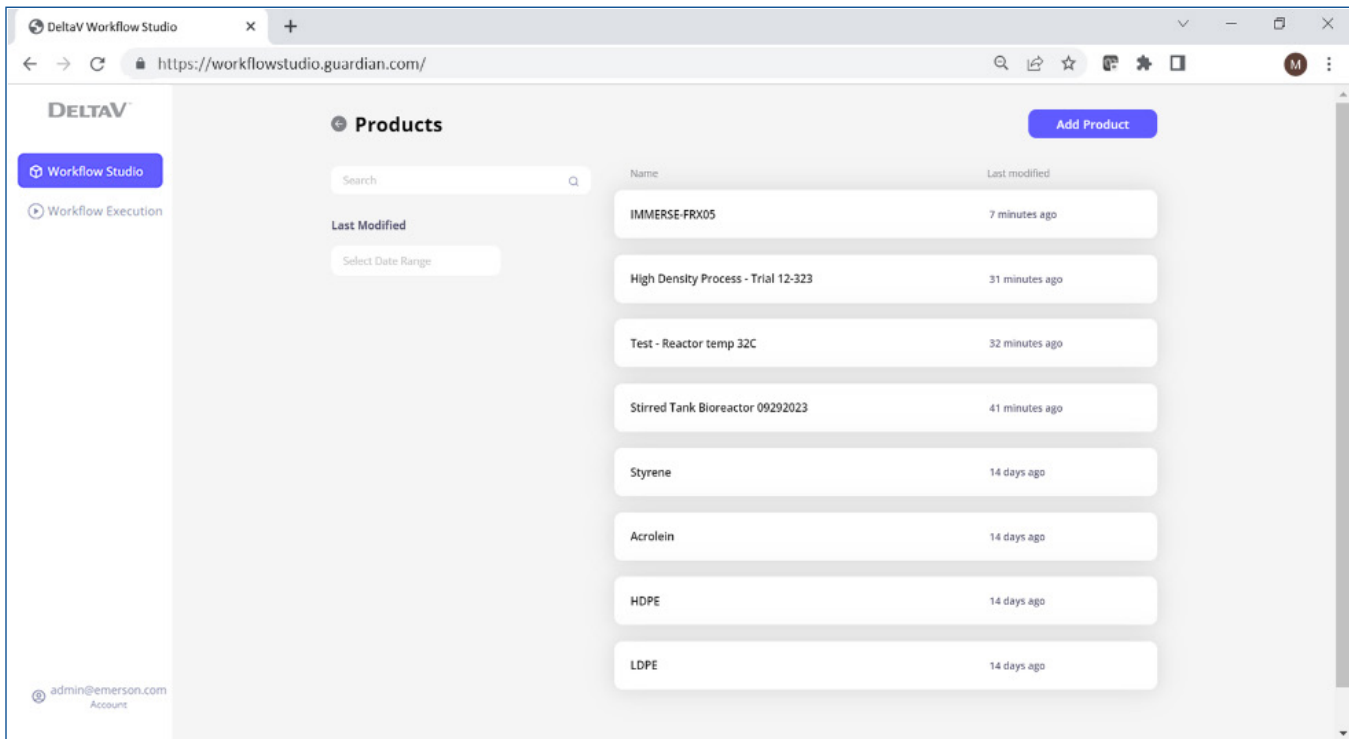 DeltaV Workflow Studio
https://workflowstudio.guardian.com/
M
DELTAV
Workflow Studio
Workflow Execution
admin@emerson.com
Account
Products
Add Product
Search
Last Modified
Select Date Range
Name Last modified
IMMERSE-FRX05 7 minutes ago
High Density Process - Trial 12-323 31 minutes ago
Test - Reactor temp 32C 32 minutes ago
Stirred Tank Bioreactor 09292023 41 minutes ago
Styrene 14 days ago
Acrolein 14 days ago
HDPE 14 days ago
LDPE 14 days ago